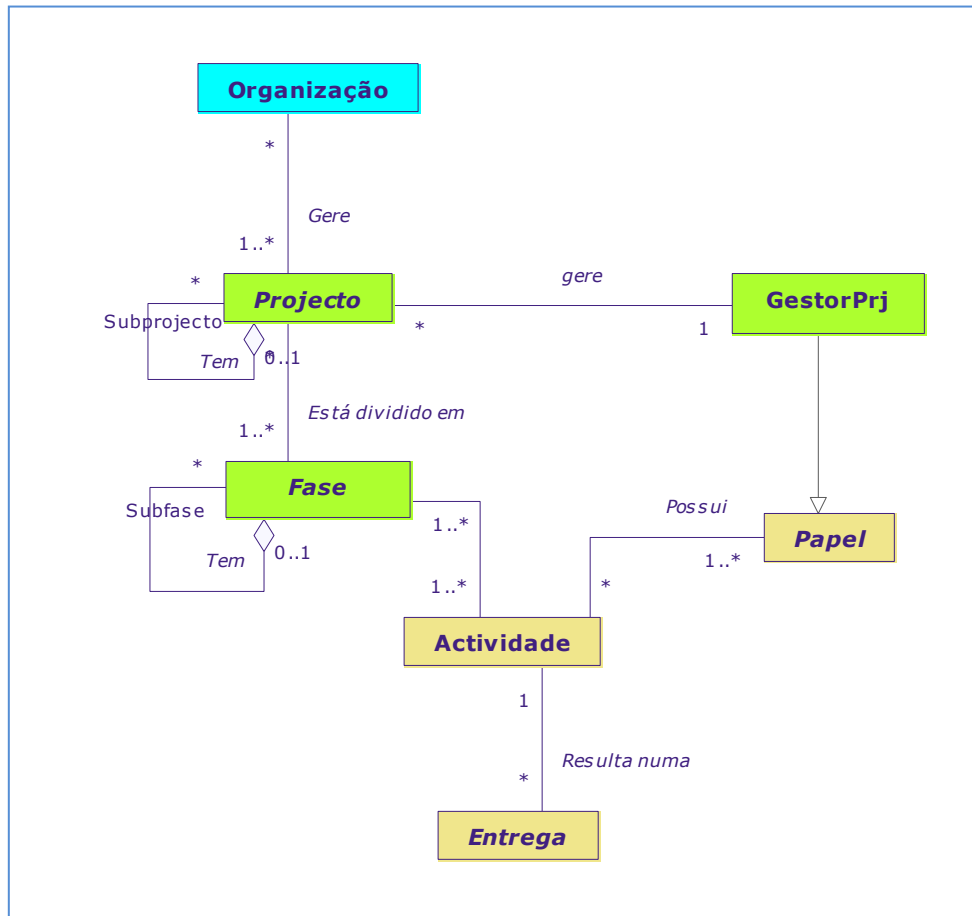 Organização
*
Gere
1..*
*
Projecto
gere
GestorPrj
Subprojecto
*
1
Tem
*
0..1
Está dividido em
1..*
*
Fase
Subfase
1..*
Possui
Papel
Tem
0..1
1..*
1..*
*
Actividade
1
Resulta numa
*
Entrega